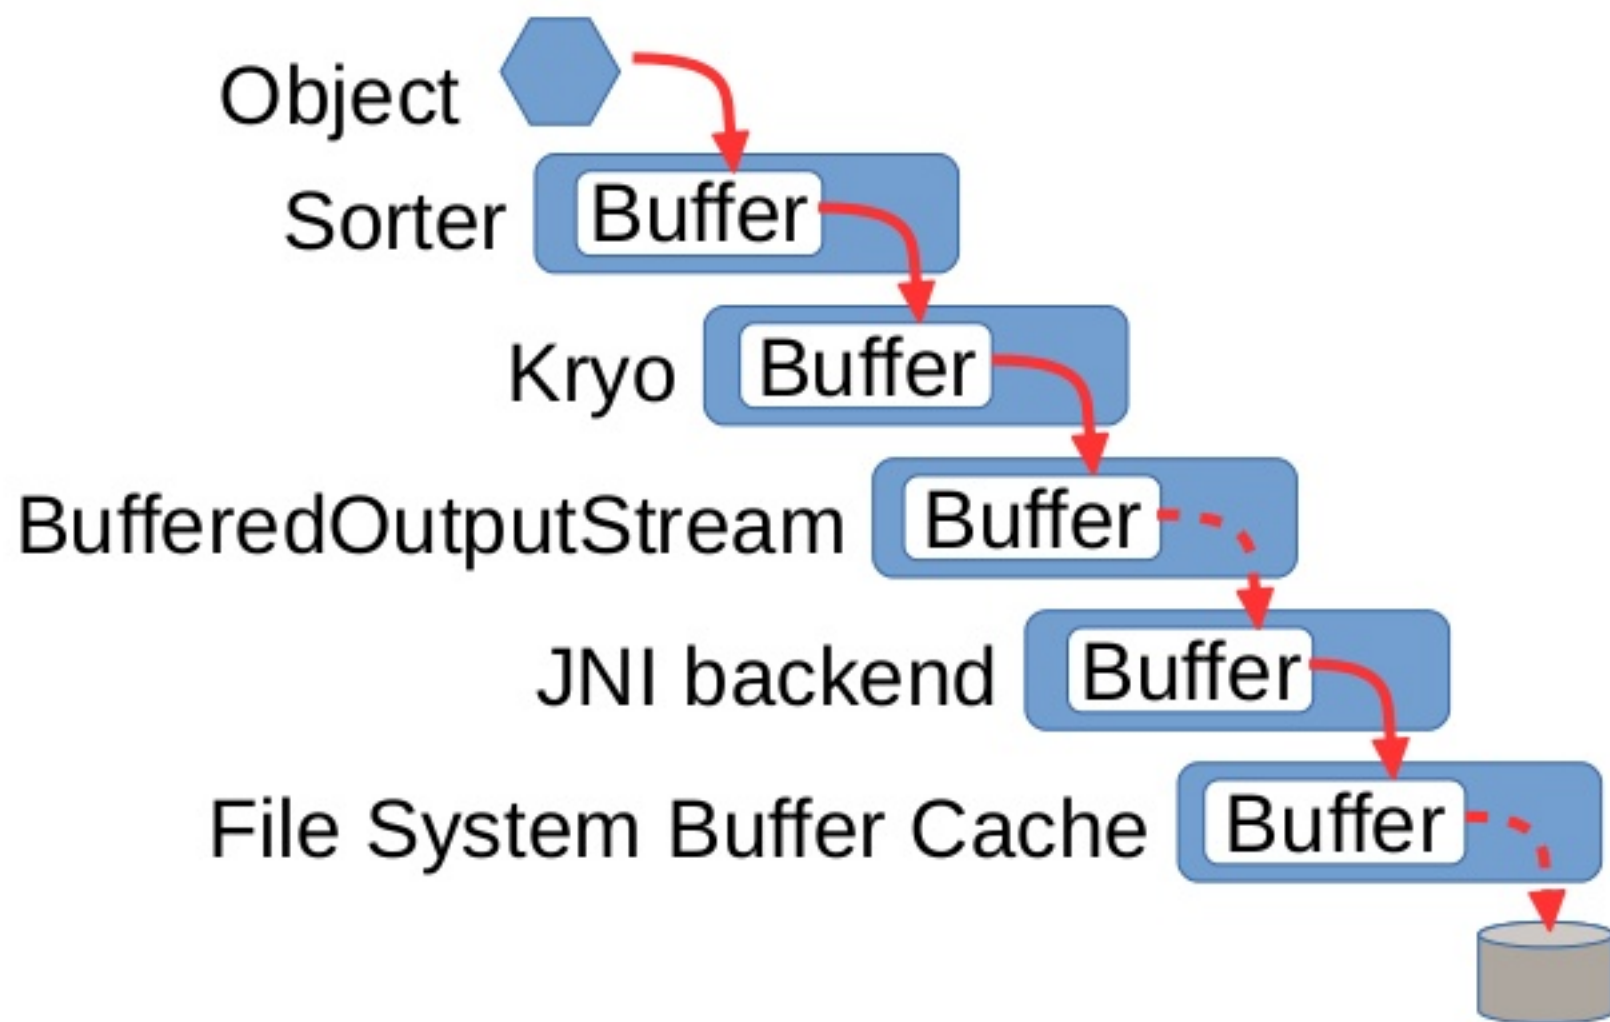 Object
Sorter Buffer
Kryo Buffer
BufferedOutputStream Buffer
JNI backend Buffer
File System Buffer Cache Buffer